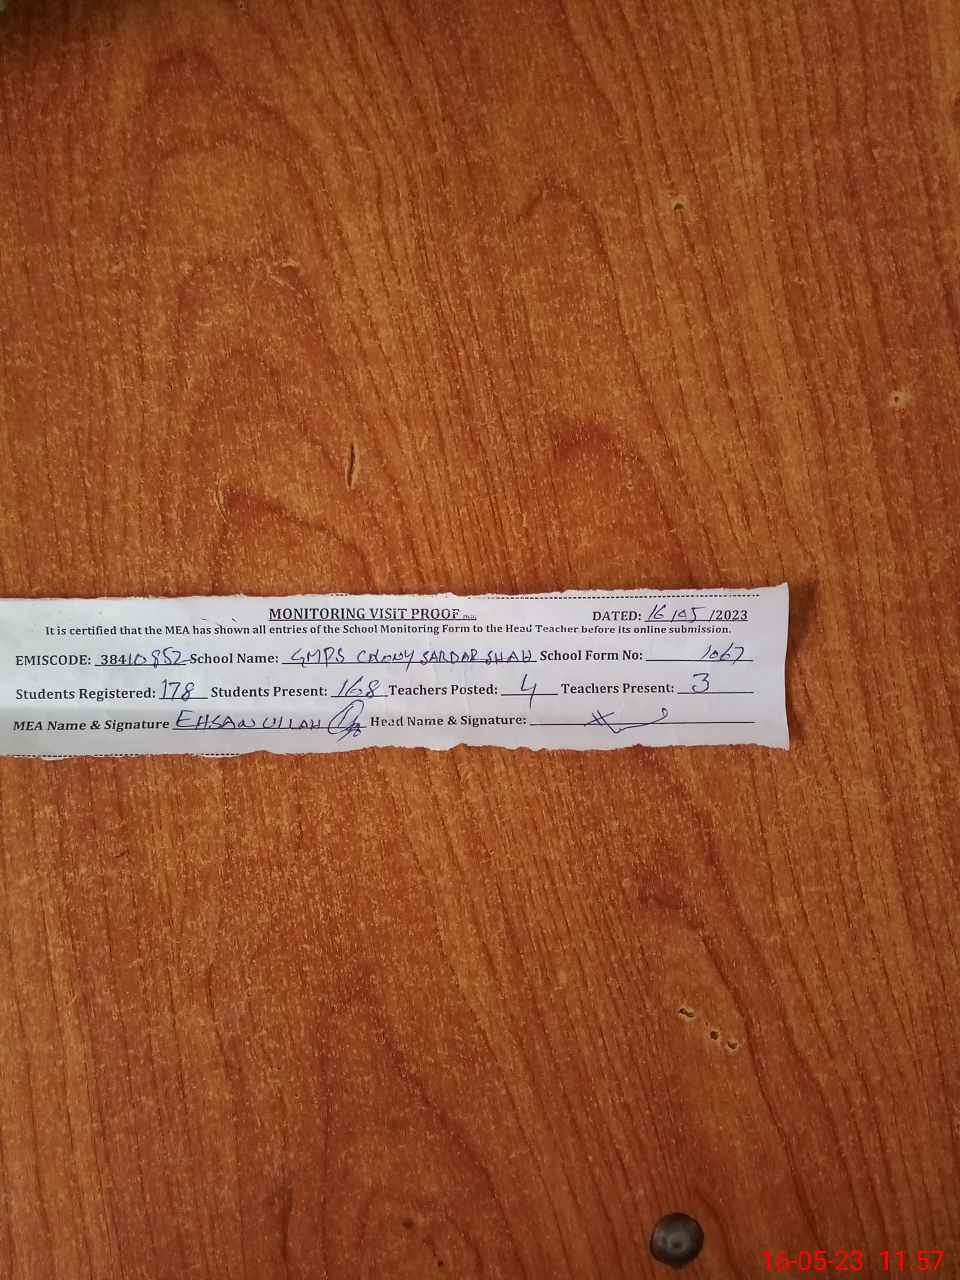 MONITORING VISIT PROOF
DATED: 16/05/2023
It is certified that the MEA has shown all entries of the School Monitoring Form to the Head Teacher before its online submission.
EMISCODE: 38410852 School Name: GMPS COLONY SARDAR SHAH School Form No: 1067
Students Registered: 178 Students Present: 168 Teachers Posted: 4 Teachers Present: 3
MEA Name & Signature EHSAN ULLAH Head Name & Signature:
16-05-23 11:57